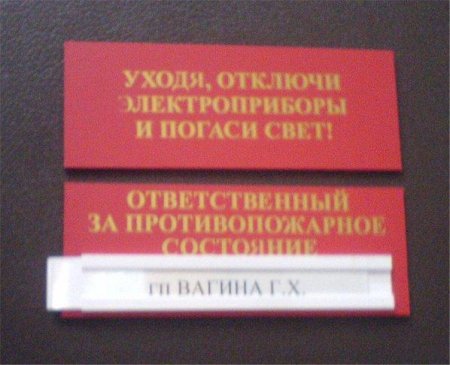 УХОДЯ, ОТКЛЮЧИ
ЭЛЕКТРОПРИБОРЫ
И ПОГАСИ СВЕТ!
ОТВЕТСТВЕННЫЙ
ЗА ПРОТИВОПОЖАРНОЕ
СОСТОЯНИЕ
гп ВАГИНА Г.Х.